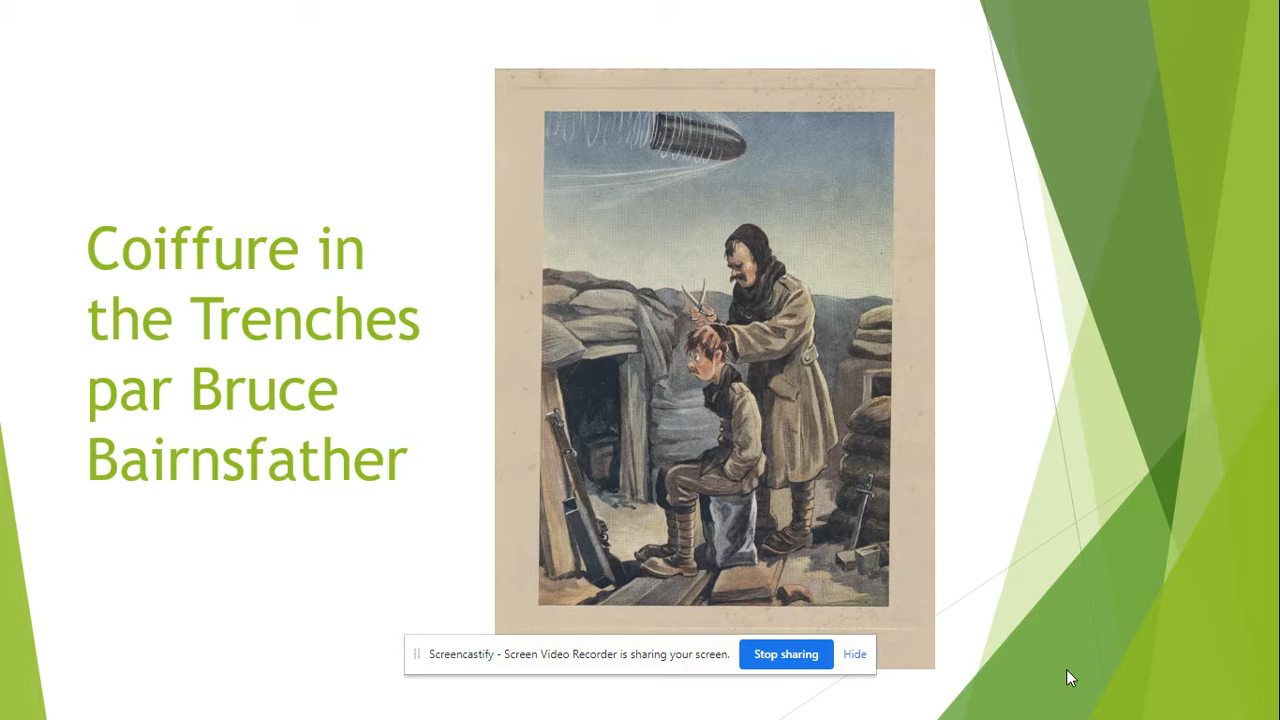 Coiffure in
the Trenches
par Bruce
Bairnsfather
Screencastify - Screen Video Recorder is sharing your screen.
Stop sharing
Hide